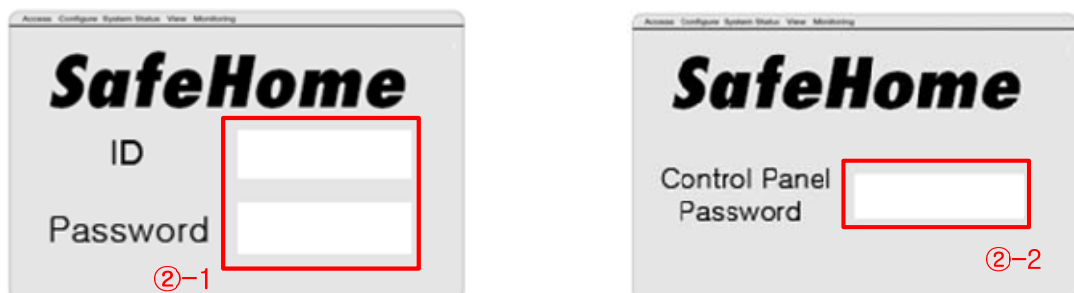 Access Configure System Status View Monitoring
SafeHome
ID
Password
②-1
Access Configure System Status View Monitoring
SafeHome
Control Panel
Password
②-2